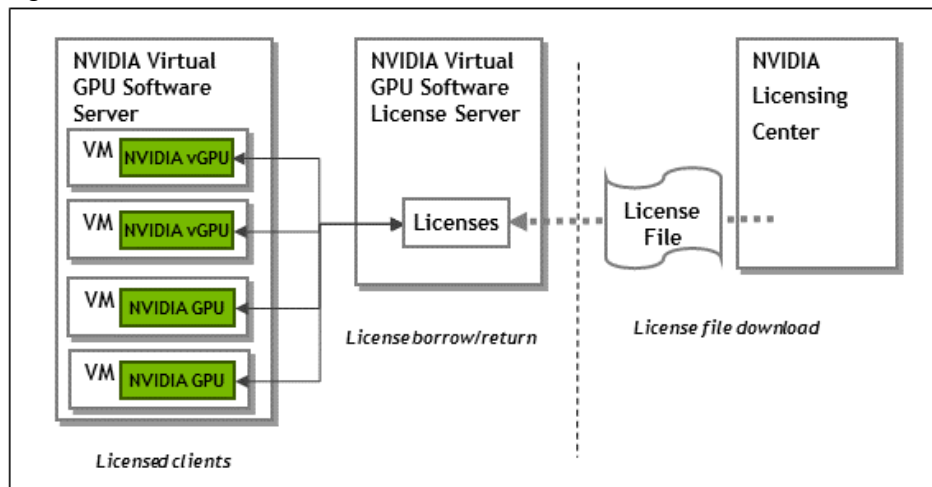 NVIDIA Virtual
GPU Software
Server
VM NVIDIA vGPU
VM NVIDIA vGPU
VM NVIDIA GPU
VM NVIDIA GPU
Licensed clients
NVIDIA Virtual
GPU Software
License Server
Licenses
License borrow/return
License
File
License file download
NVIDIA
Licensing
Center